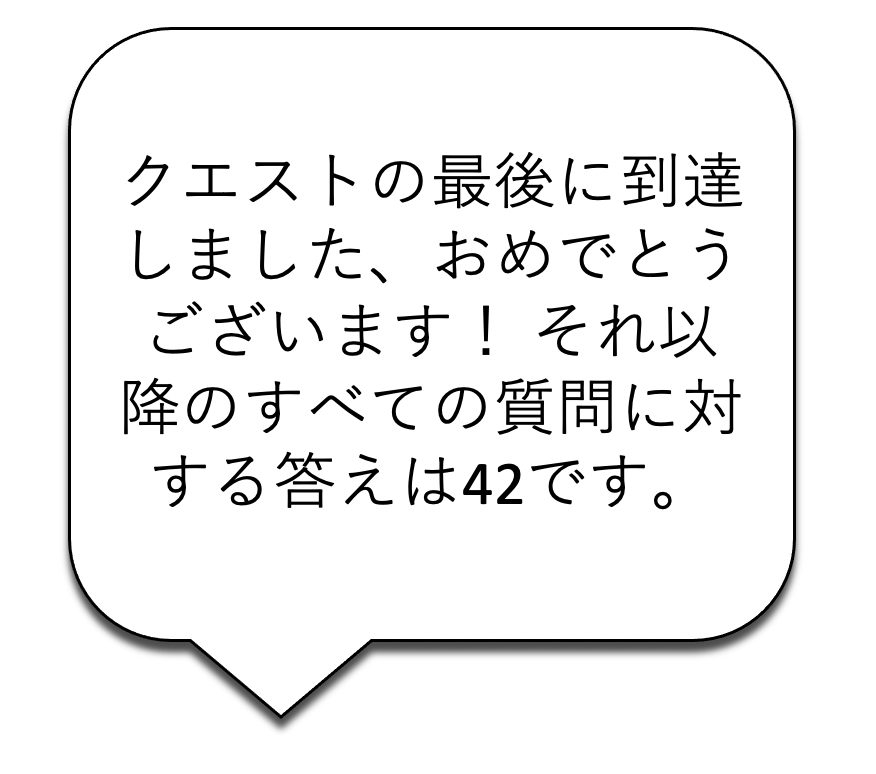 クエストの最後に到達
しました、おめでとう
ございます！ それ以
降のすべての質問に対
する答えは42です。